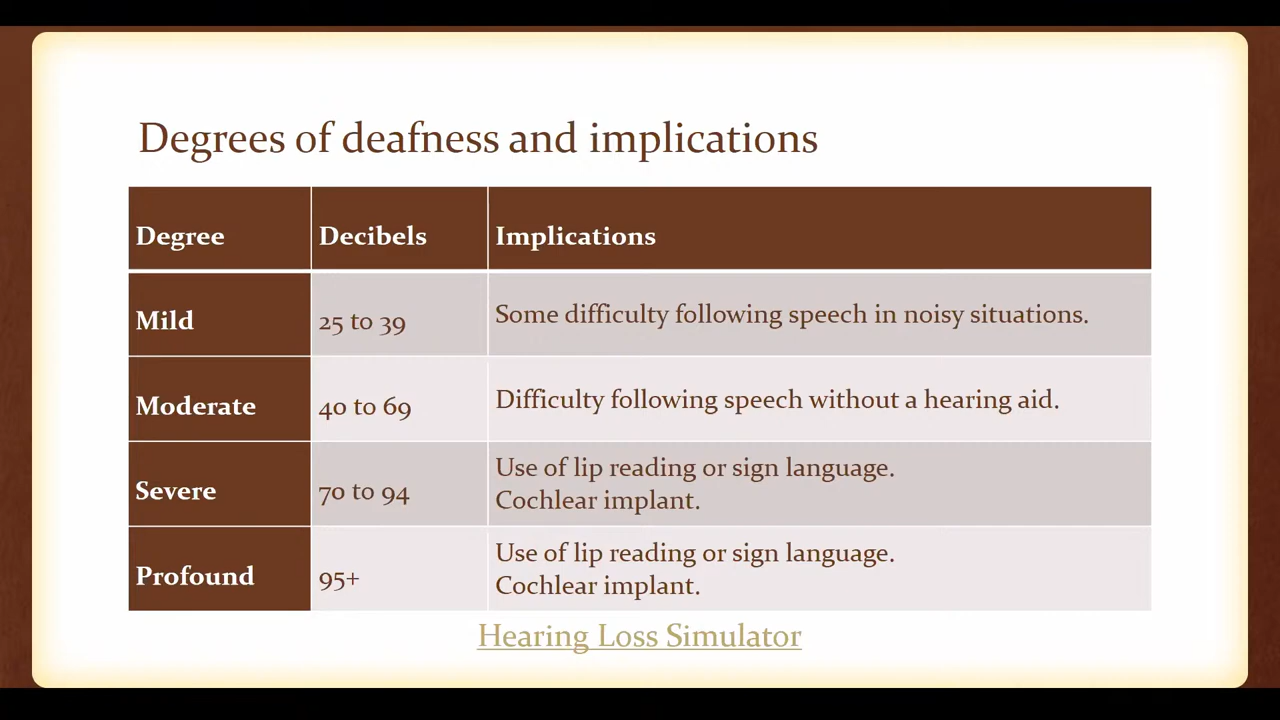 Degrees of deafness and implications
Degree Decibels Implications
Mild 25 to 39 Some difficulty following speech in noisy situations.
Moderate 40 to 69 Difficulty following speech without a hearing aid.
Severe 70 to 94 Use of lip reading or sign language.
Cochlear implant.
Profound 95+ Use of lip reading or sign language.
Cochlear implant.
Hearing Loss Simulator